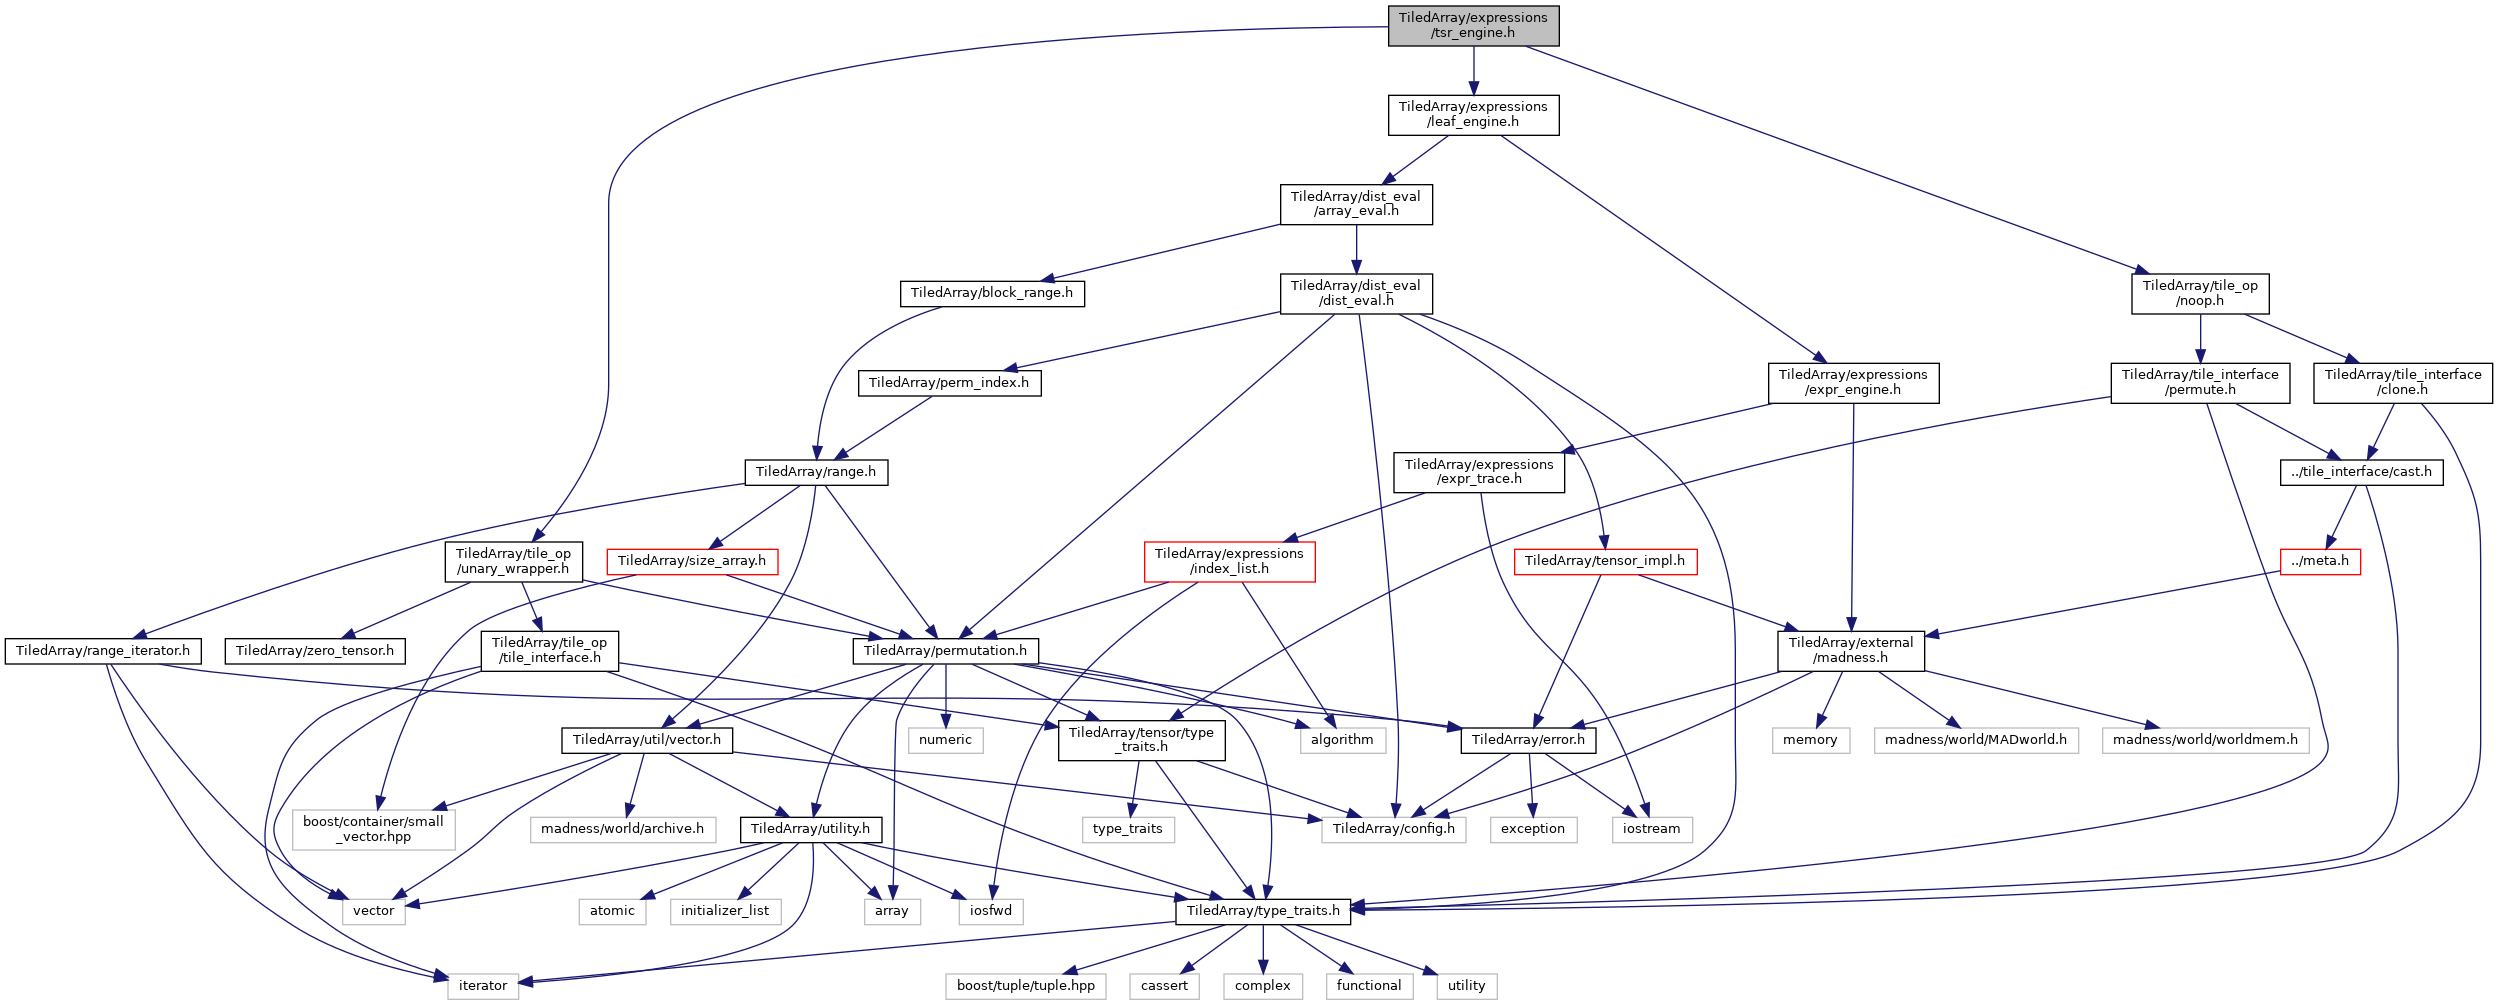 TiledArray/expressions
/tsr_engine.h
TiledArray/expressions
/leaf_engine.h
TiledArray/dist_eval
/array_eval.h
TiledArray/block_range.h
TiledArray/dist_eval
/dist_eval.h
TiledArray/tile_op
/noop.h
TiledArray/perm_index.h
TiledArray/expressions
/expr_engine.h
TiledArray/tile_interface
/permute.h
TiledArray/tile_interface
/clone.h
TiledArray/range.h
TiledArray/expressions
/expr_trace.h
../tile_interface/cast.h
TiledArray/tile_op
/unary_wrapper.h
TiledArray/size_array.h
TiledArray/expressions
/index_list.h
TiledArray/tensor_impl.h
../meta.h
TiledArray/range_iterator.h
TiledArray/zero_tensor.h
TiledArray/tile_op
/tile_interface.h
TiledArray/permutation.h
TiledArray/external
/madness.h
TiledArray/util/vector.h
numeric
TiledArray/tensor/type
_traits.h
algorithm
TiledArray/error.h
memory
madness/world/MADworld.h
madness/world/worldmem.h
boost/container/small
_vector.hpp
madness/world/archive.h
TiledArray/utility.h
type_traits
TiledArray/config.h
exception
iostream
vector
atomic
initializer_list
array
iosfwd
TiledArray/type_traits.h
iterator
boost/tuple/tuple.hpp
cassert
complex
functional
utility